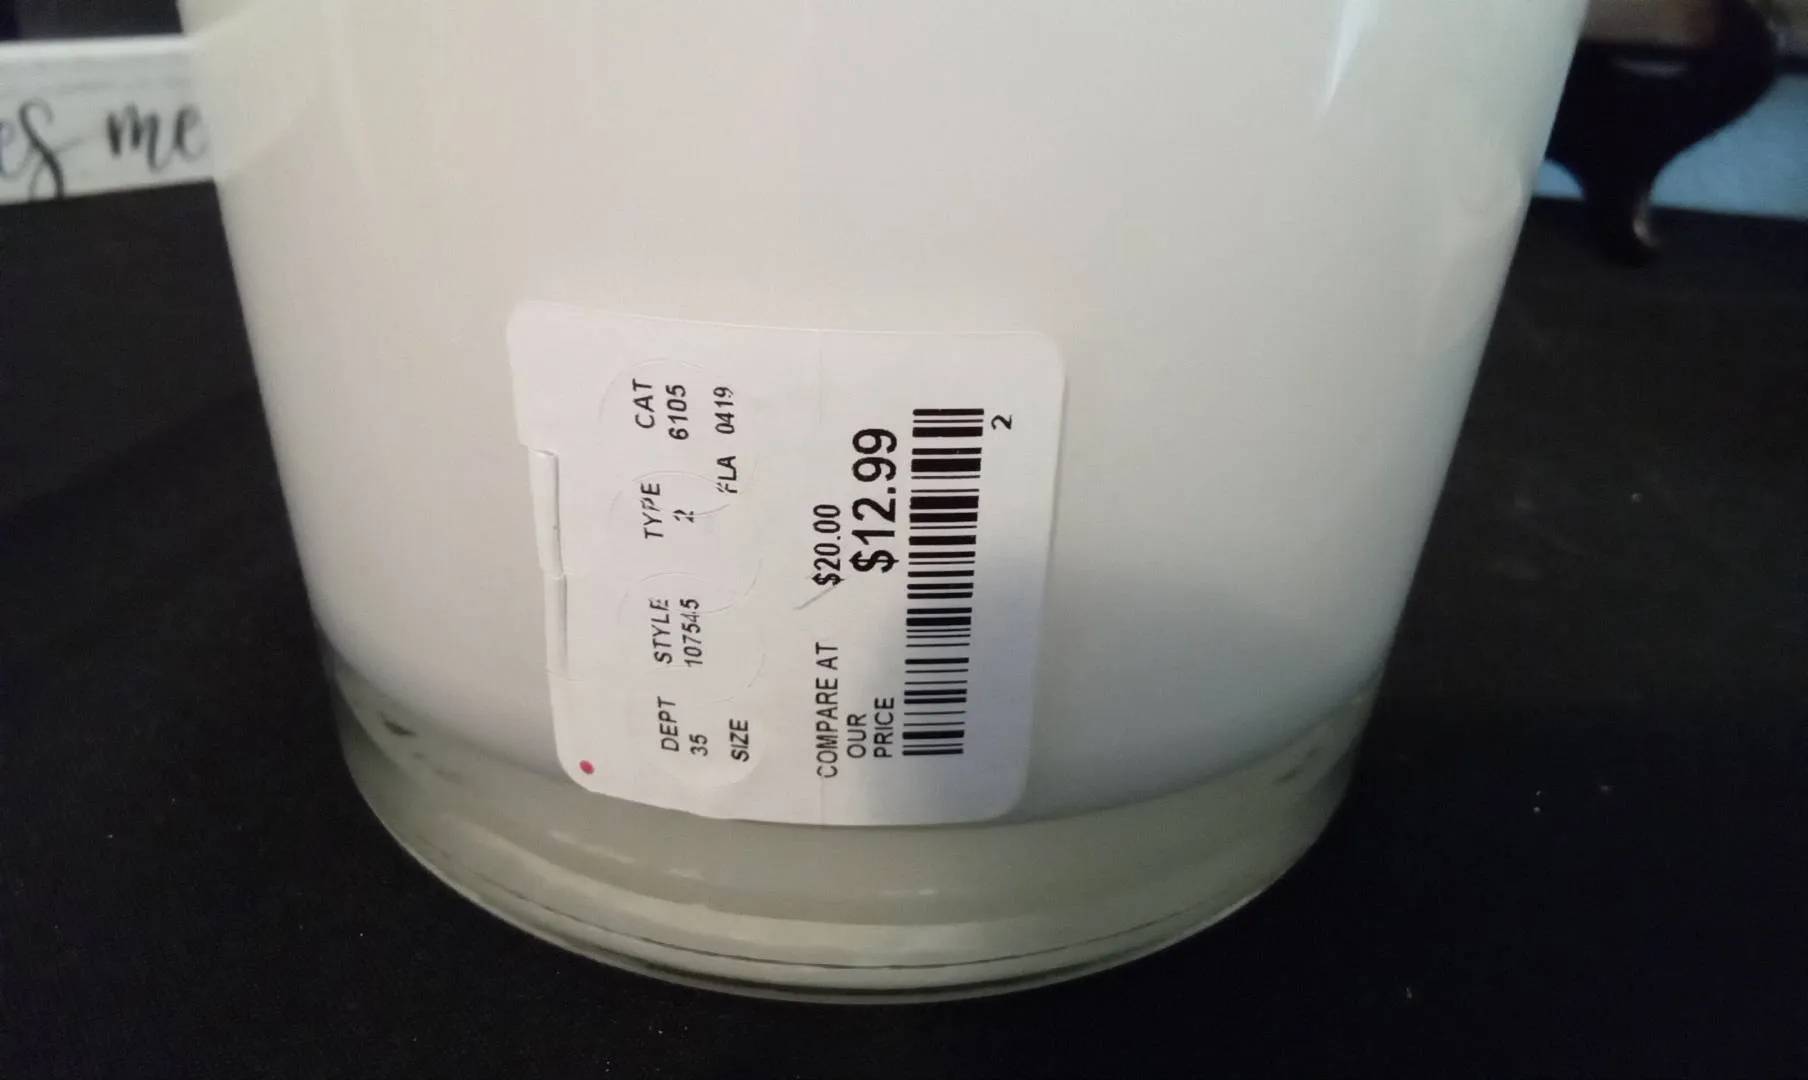 es me
DEPT STYLE TYPE CAT
35 107545 2 6105
SIZE FLA 0419
COMPARE AT $20.00
OUR
PRICE $12.99
2